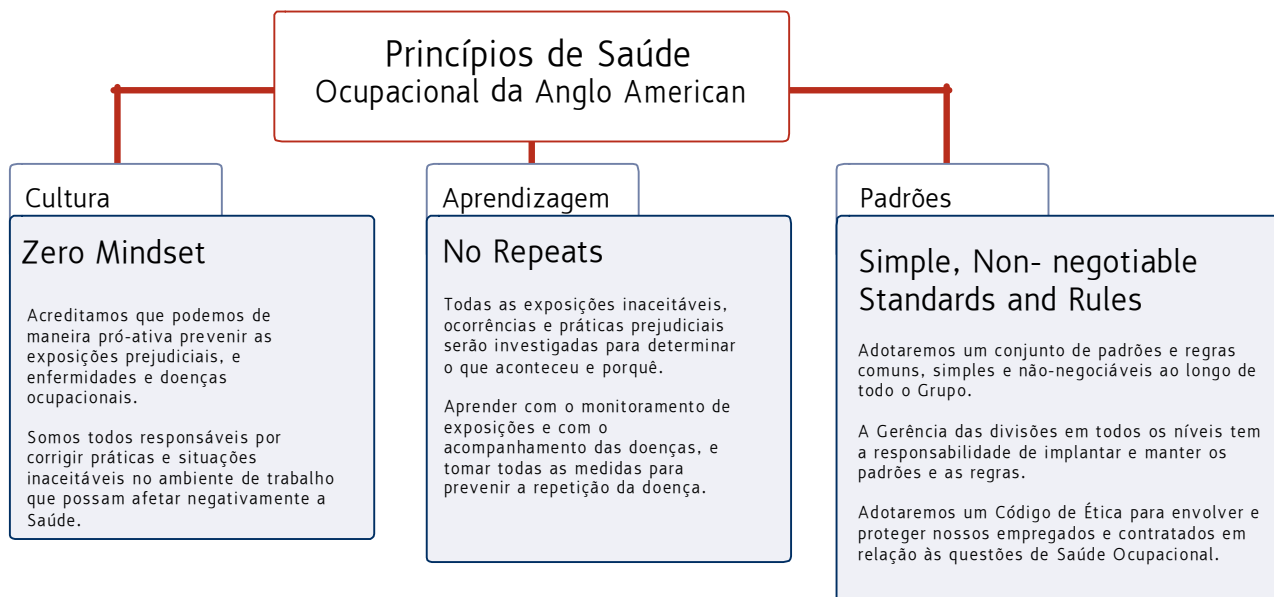 Princípios de Saúde
Ocupacional da Anglo American
Cultura
Zero Mindset
Acreditamos que podemos de
maneira pró-ativa prevenir as
exposições prejudiciais, e
enfermidades e doenças
ocupacionais.
Somos todos responsáveis por
corrigir práticas e situações
inaceitáveis no ambiente de trabalho
que possam afetar negativamente a
Saúde.
Aprendizagem
No Repeats
Todas as exposições inaceitáveis,
ocorrências e práticas prejudiciais
serão investigadas para determinar
o que aconteceu e porquê.
Aprender com o monitoramento de
exposições e com o
acompanhamento das doenças, e
tomar todas as medidas para
prevenir a repetição da doença.
Padrões
Simple, Non- negotiable
Standards and Rules
Adotaremos um conjunto de padrões e regras
comuns, simples e não-negociáveis ao longo de
todo o Grupo.
A Gerência das divisões em todos os níveis tem
a responsabilidade de implantar e manter os
padrões e as regras.
Adotaremos um Código de Ética para envolver e
proteger nossos empregados e contratados em
relação às questões de Saúde Ocupacional.